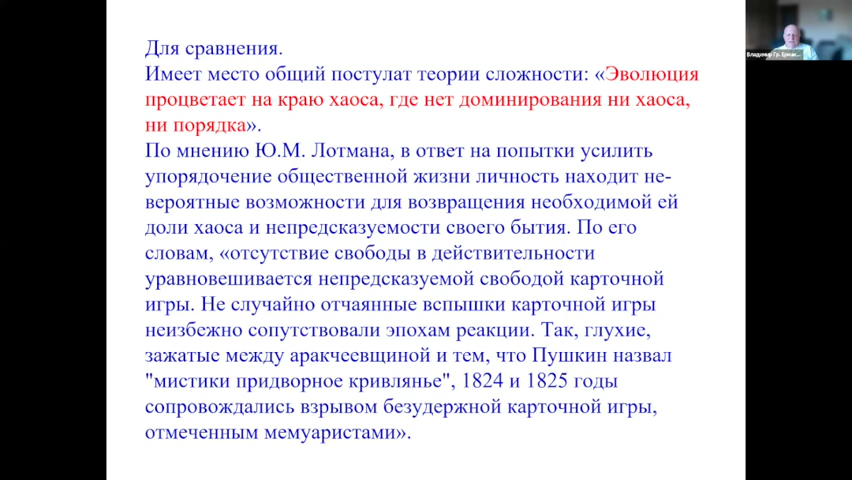 Для сравнения.
Имеет место общий постулат теории сложности: «Эволюция
процветает на краю хаоса, где нет доминирования ни хаоса,
ни порядка».
По мнению Ю.М. Лотмана, в ответ на попытки усилить
упорядочение общественной жизни личность находит не-
вероятные возможности для возвращения необходимой ей
доли хаоса и непредсказуемости своего бытия. По его
словам, «отсутствие свободы в действительности
уравновешивается непредсказуемой свободой карточной
игры. Не случайно отчаянные вспышки карточной игры
неизбежно сопутствовали эпохам реакции. Так, глухие,
зажатые между аракчеевщиной и тем, что Пушкин назвал
"мистики придворное кривлянье", 1824 и 1825 годы
сопровождались взрывом безудержной карточной игры,
отмеченным мемуаристами».
Владимир Гр. Ермак...